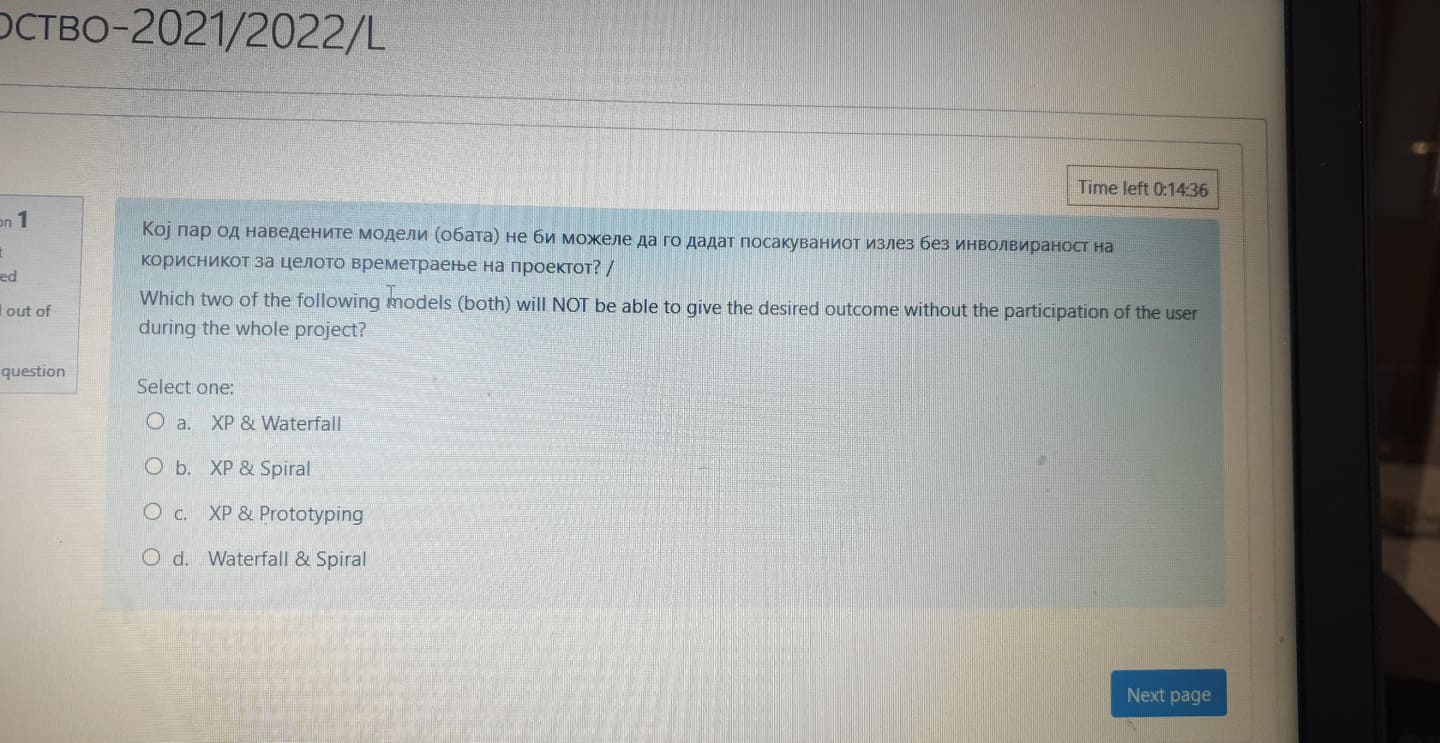 ОСТВО-2021/2022/L
Time left 0:14:36
on 1
ed
out of
question
Кој пар од наведените модели (обата) не би можеле да го дадат посакуваниот излез без инволвираност на
корисникот за целото времетраење на проектот? /
Which two of the following models (both) will NOT be able to give the desired outcome without the participation of the user
during the whole project?
Select one:
a. XP & Waterfall
b. XP & Spiral
c. XP & Prototyping
d. Waterfall & Spiral
Next page